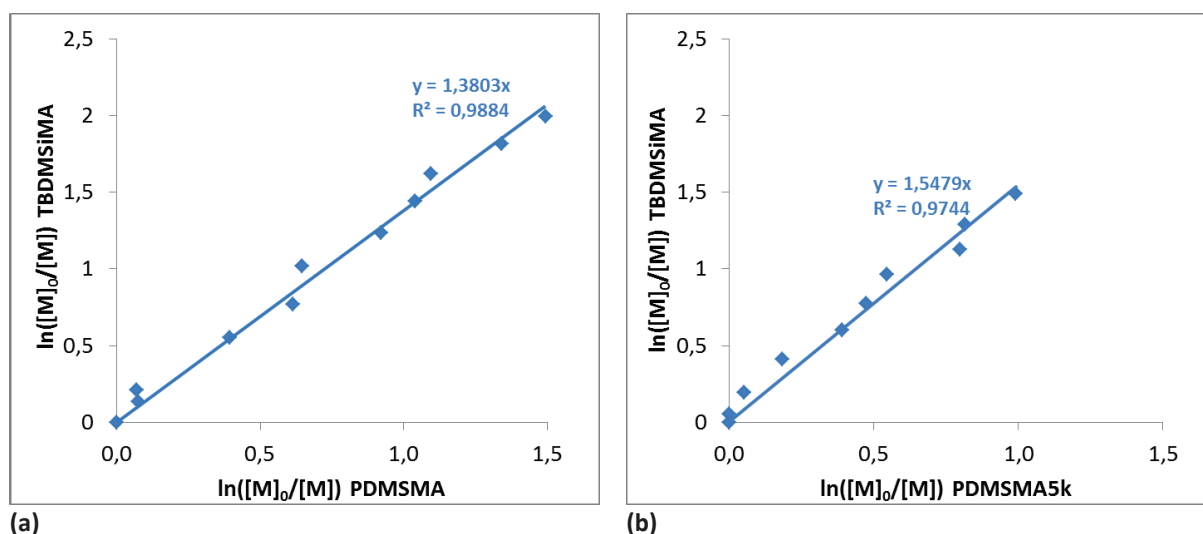 2,5
2
1,5
1
0,5
0
0,0
0,5
1,0
1,5
ln([M]₀/[M]) TBDMSiMA
ln([M]₀/[M]) PDMSMA
y = 1,3803x
R² = 0,9884
(a)
2,5
2
1,5
1
0,5
0
0,0
0,5
1,0
1,5
ln([M]₀/[M]) TBDMSiMA
ln([M]₀/[M]) PDMSMA5k
y = 1,5479x
R² = 0,9744
(b)